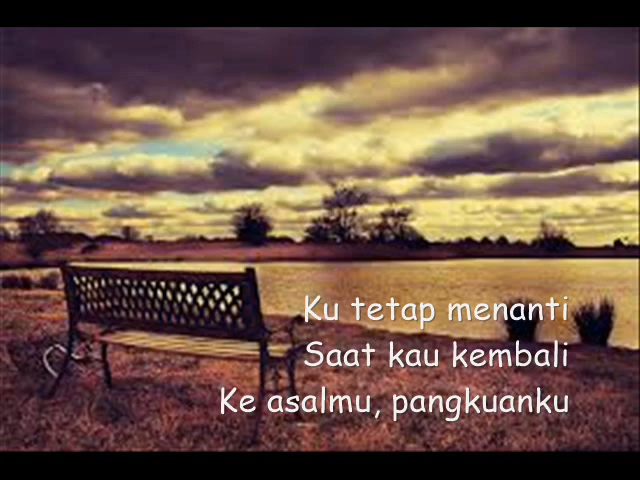 Ku tetap menanti
Saat kau kembali
Ke asalmu, pangkuanku